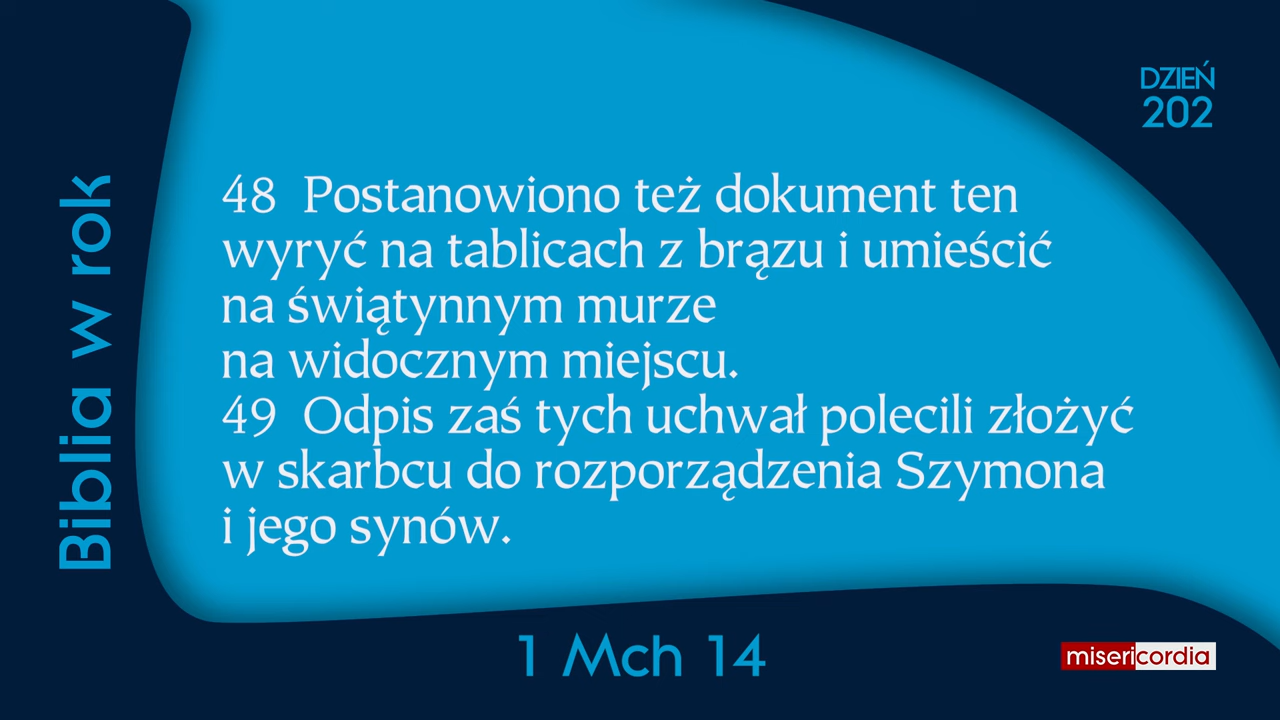 DZIEŃ
202
Biblia w rok
48 Postanowiono też dokument ten
wyryć na tablicach z brązu i umieścić
na świątynnym murze
na widocznym miejscu.
49 Odpis zaś tych uchwał polecili złożyć
w skarbcu do rozporządzenia Szymona
i jego synów.
1 Mch 14
misericordia